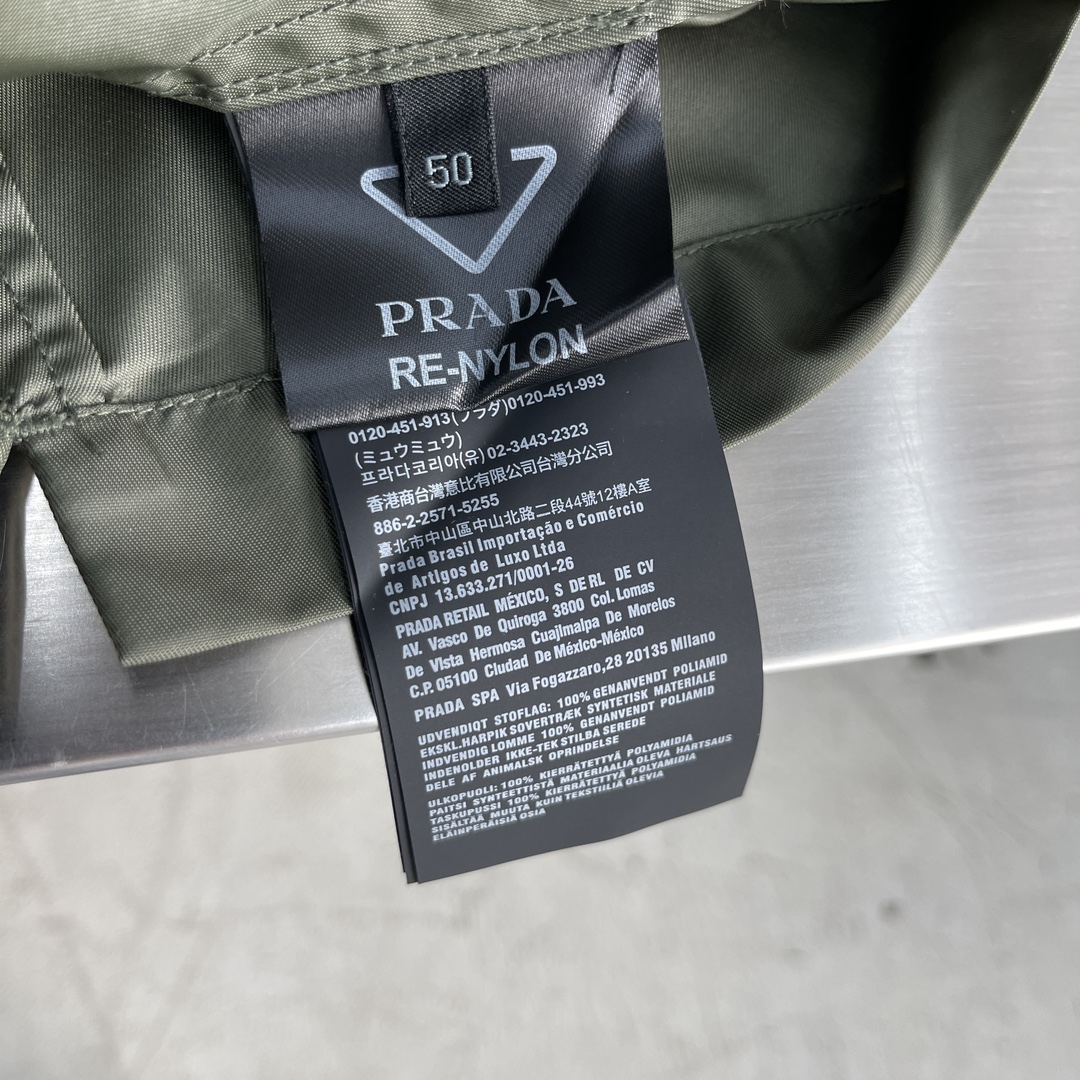 50
PRADA
RE-NYLON
0120-451-913(プラダ)0120-451-993
(ミュウミュウ)
프라다코리아(유) 02-3443-2323
香港商台灣意比有限公司台灣分公司
886-2-2571-5255
臺北市中山區中山北路二段44號12樓A室
Prada Brasil Importação e Comércio
de Artigos de Luxo Ltda
CNPJ 13.633.271/0001-26
PRADA RETAIL MÉXICO, S DE RL DE CV
AV. Vasco De Quiroga 3800 Col. Lomas
De Vista Hermosa Cuajlmalpa De Morelos
C.P. 05100 Ciudad De México-México
PRADA SPA Via Fogazzaro,28 20135 Milano
UDVENDIQT STOFLAG: 100% GENANVENDT POLIAMID
EKSKL.HARPIK SOVERTRÆK SYNTETISK MATERIALE
INDVENDIG LOMME 100% GENANVENDT POLIAMID
INDENOLDER IKKE-TEK STILBA SEREDE
DELE AF ANIMALSK OPRINDELSE
ULKOPUOLI: 100% KIERRÄTETTYÄ POLYAMIDIA
PAITSI SYNTEETTISTÄ MATERIAALIA OLEVA HARTSAUS
TASKUPUSSI 100% KIERRÄTETTYÄ POLYAMIDIA
SISÄLTÄÄ MUUTA KUIN TEKSTIILIÄ OLEVIA
ELÄINPERÄISIÄ OSIA